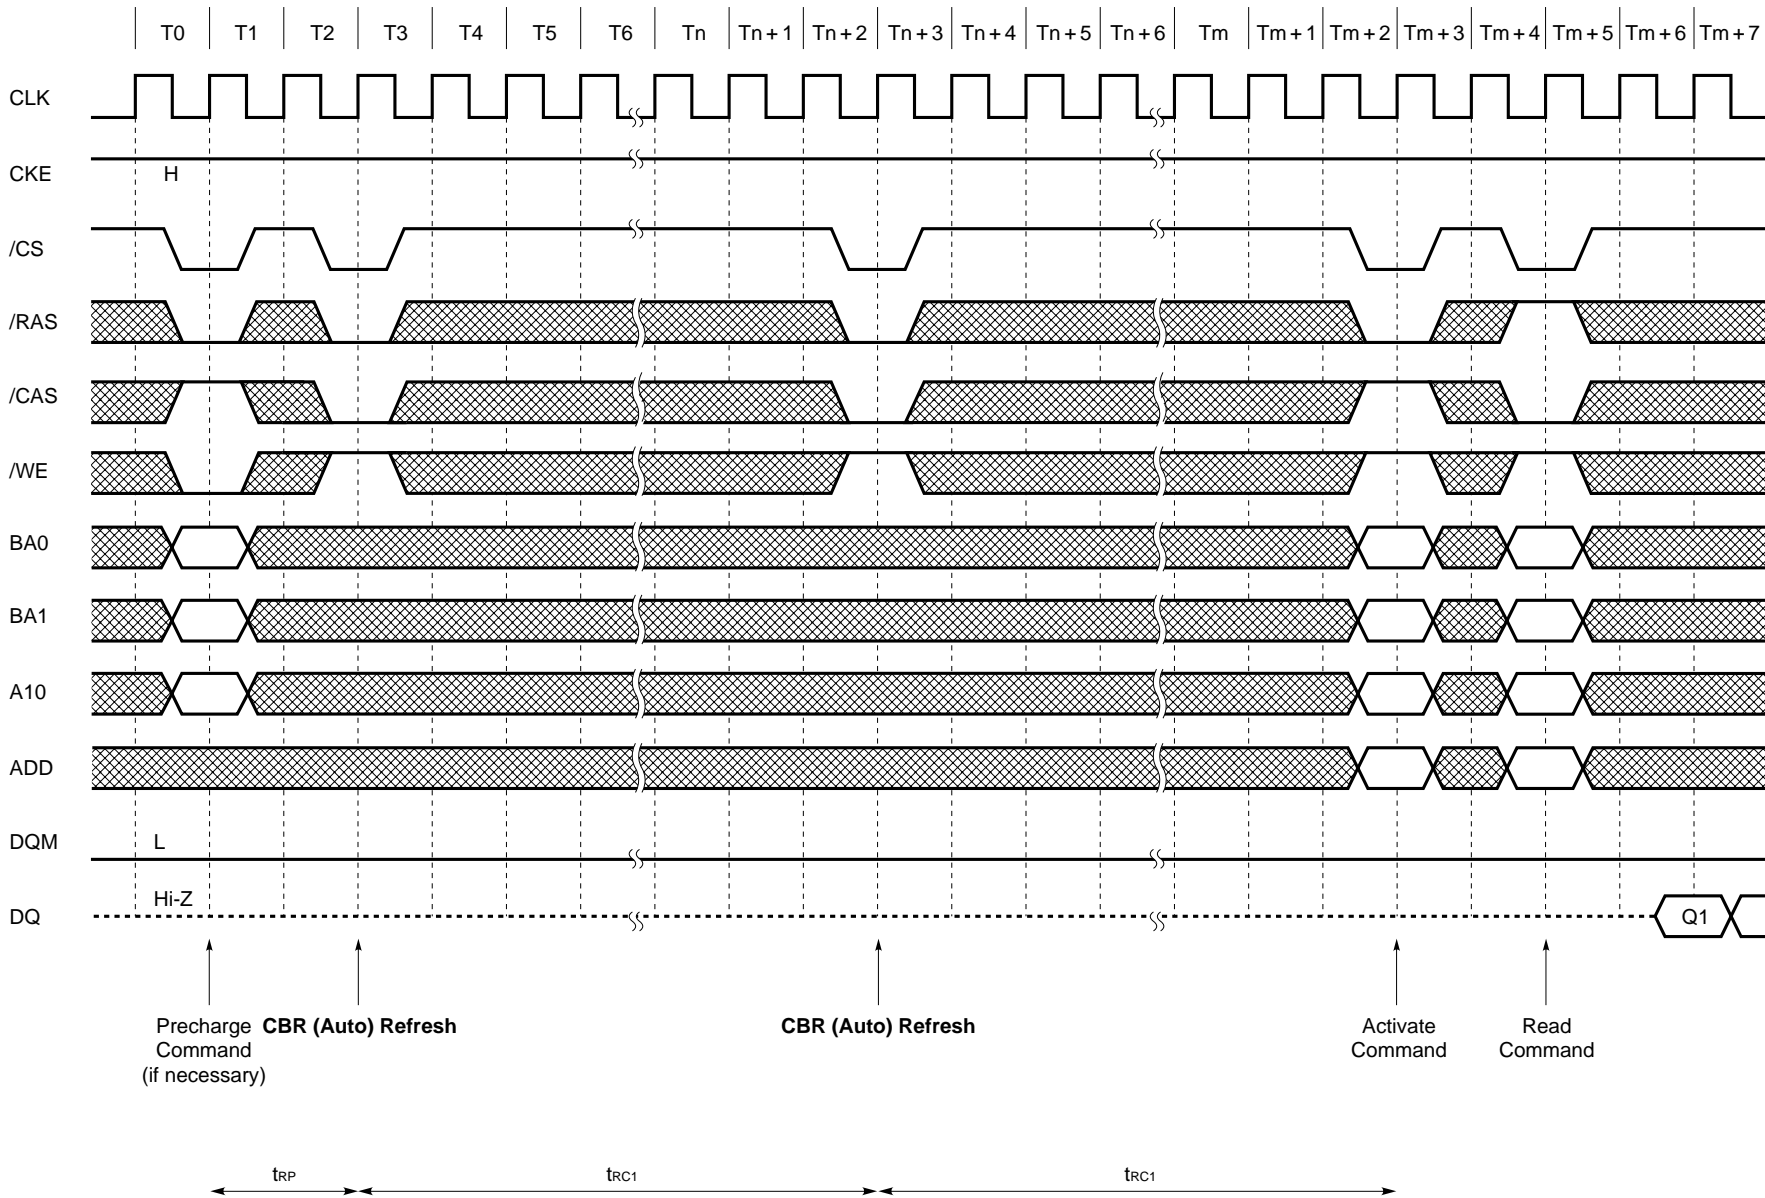 T0 T1 T2 T3 T4 T5 T6 Tn Tn + 1 Tn + 2 Tn + 3 Tn + 4 Tn + 5 Tn + 6 Tm Tm + 1 Tm + 2 Tm + 3 Tm + 4 Tm + 5 Tm + 6 Tm + 7
CLK
CKE H
/CS
/RAS
/CAS
/WE
BA0
BA1
A10
ADD
DQM L
Hi-Z
DQ Q1
Precharge
Command
(if necessary)
CBR (Auto) Refresh
CBR (Auto) Refresh
Activate
Command
Read
Command
tRP tRC1 tRC1